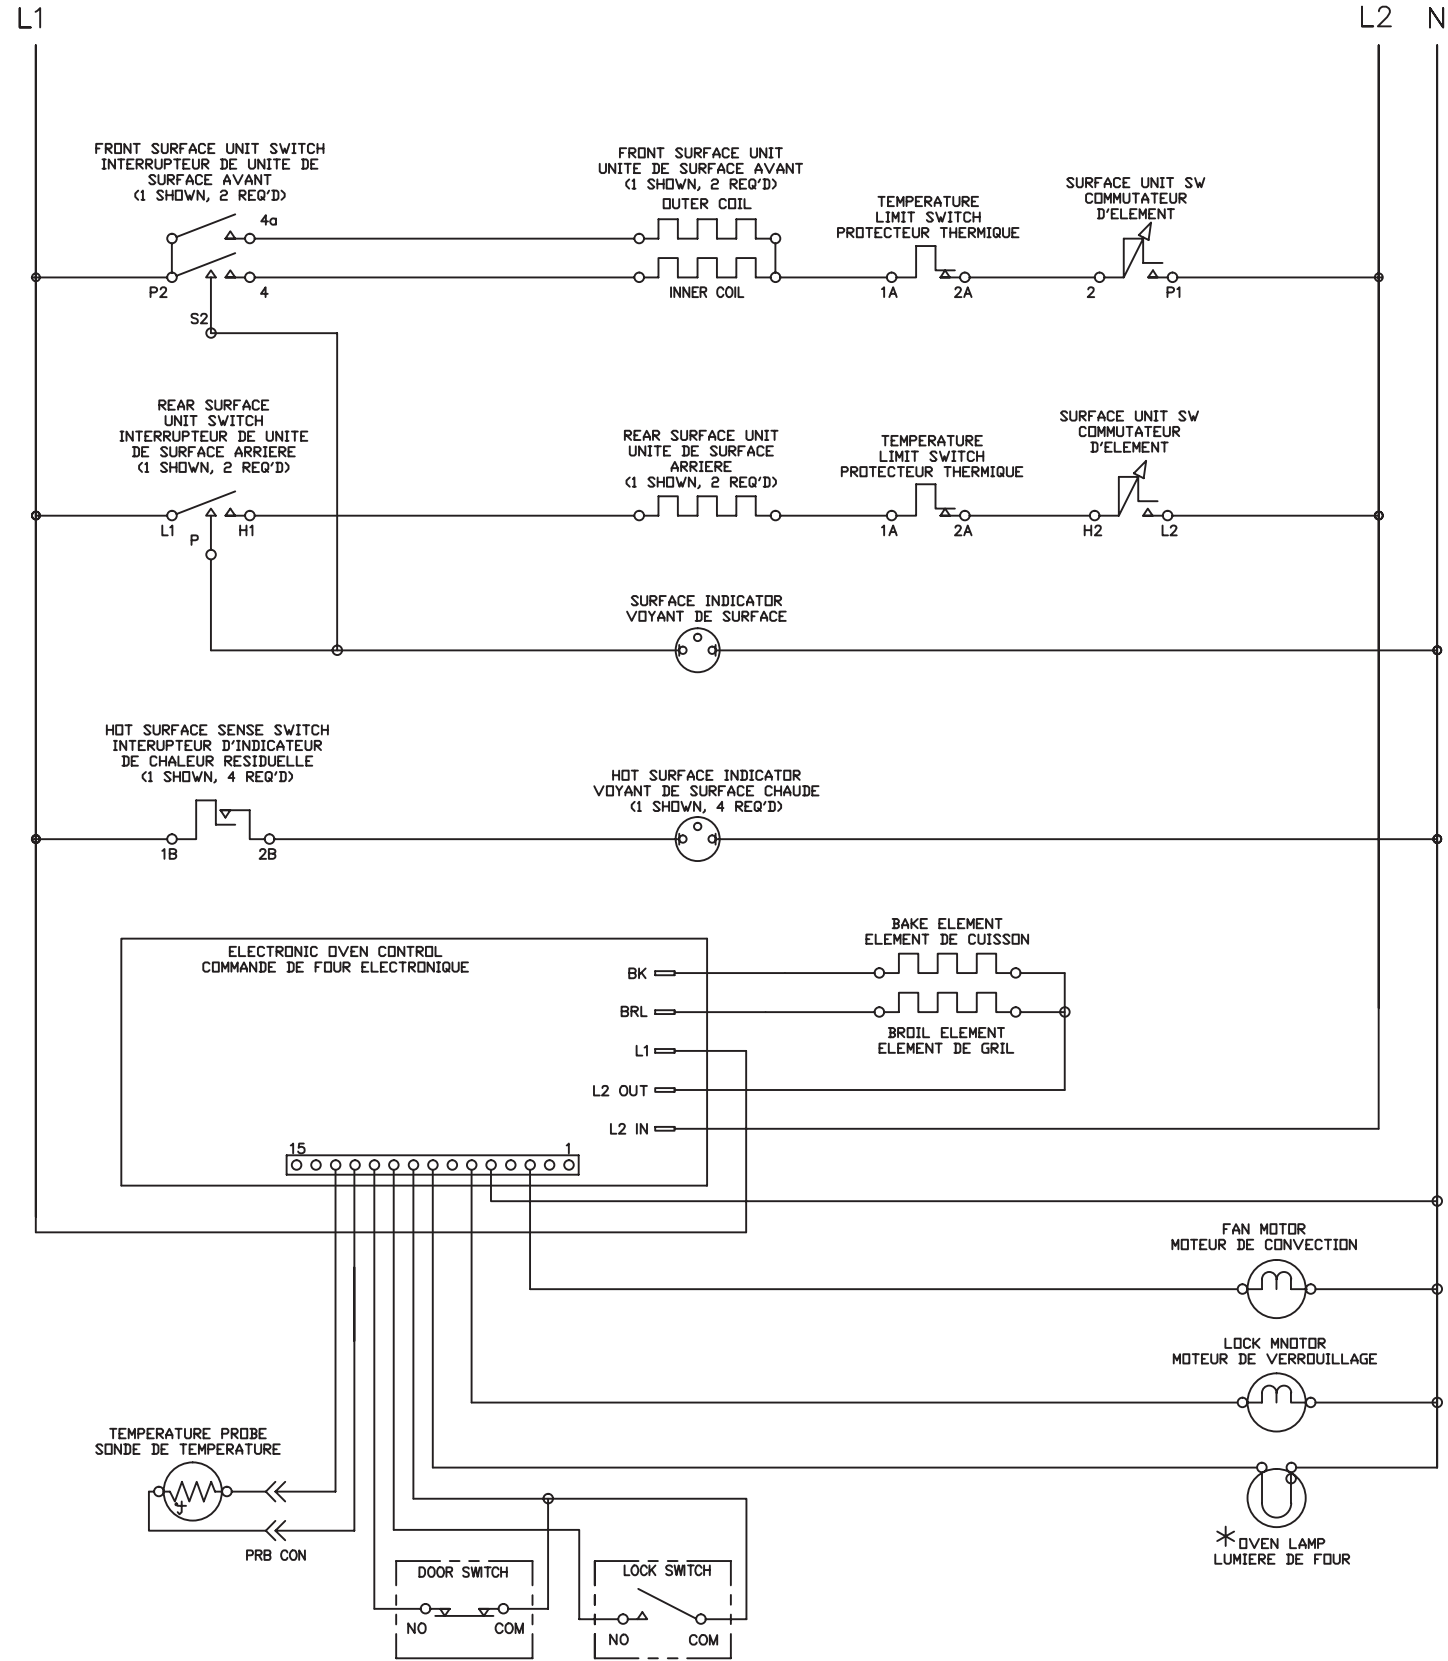 L1
L2 N
FRONT SURFACE UNIT SWITCH
INTERRUPTEUR DE UNITE DE
SURFACE AVANT
(1 SHOWN, 2 REQ'D)
4a
P2
4
S2
FRONT SURFACE UNIT
UNITE DE SURFACE AVANT
(1 SHOWN, 2 REQ'D)
OUTER COIL
INNER COIL
TEMPERATURE
LIMIT SWITCH
PROTECTEUR THERMIQUE
1A
2A
SURFACE UNIT SW
COMMUTATEUR
D'ELEMENT
2
P1
REAR SURFACE
UNIT SWITCH
INTERRUPTEUR DE UNITE
DE SURFACE ARRIERE
(1 SHOWN, 2 REQ'D)
L1
P
H1
REAR SURFACE UNIT
UNITE DE SURFACE
ARRIERE
(1 SHOWN, 2 REQ'D)
TEMPERATURE
LIMIT SWITCH
PROTECTEUR THERMIQUE
1A
2A
SURFACE UNIT SW
COMMUTATEUR
D'ELEMENT
H2
L2
SURFACE INDICATOR
VOYANT DE SURFACE
HOT SURFACE SENSE SWITCH
INTERUPTEUR D'INDICATEUR
DE CHALEUR RESIDUELLE
(1 SHOWN, 4 REQ'D)
1B
2B
HOT SURFACE INDICATOR
VOYANT DE SURFACE CHAUDE
(1 SHOWN, 4 REQ'D)
ELECTRONIC OVEN CONTROL
COMMANDE DE FOUR ELECTRONIQUE
BK
BRL
L1
L2 OUT
L2 IN
15
1
BAKE ELEMENT
ELEMENT DE CUISSON
BROIL ELEMENT
ELEMENT DE GRIL
FAN MOTOR
MOTEUR DE CONVECTION
LOCK MNOTOR
MOTEUR DE VERROUILLAGE
TEMPERATURE PROBE
SONDE DE TEMPERATURE
PRB CON
DOOR SWITCH
NO
COM
LOCK SWITCH
NO
COM
* OVEN LAMP
LUMIERE DE FOUR